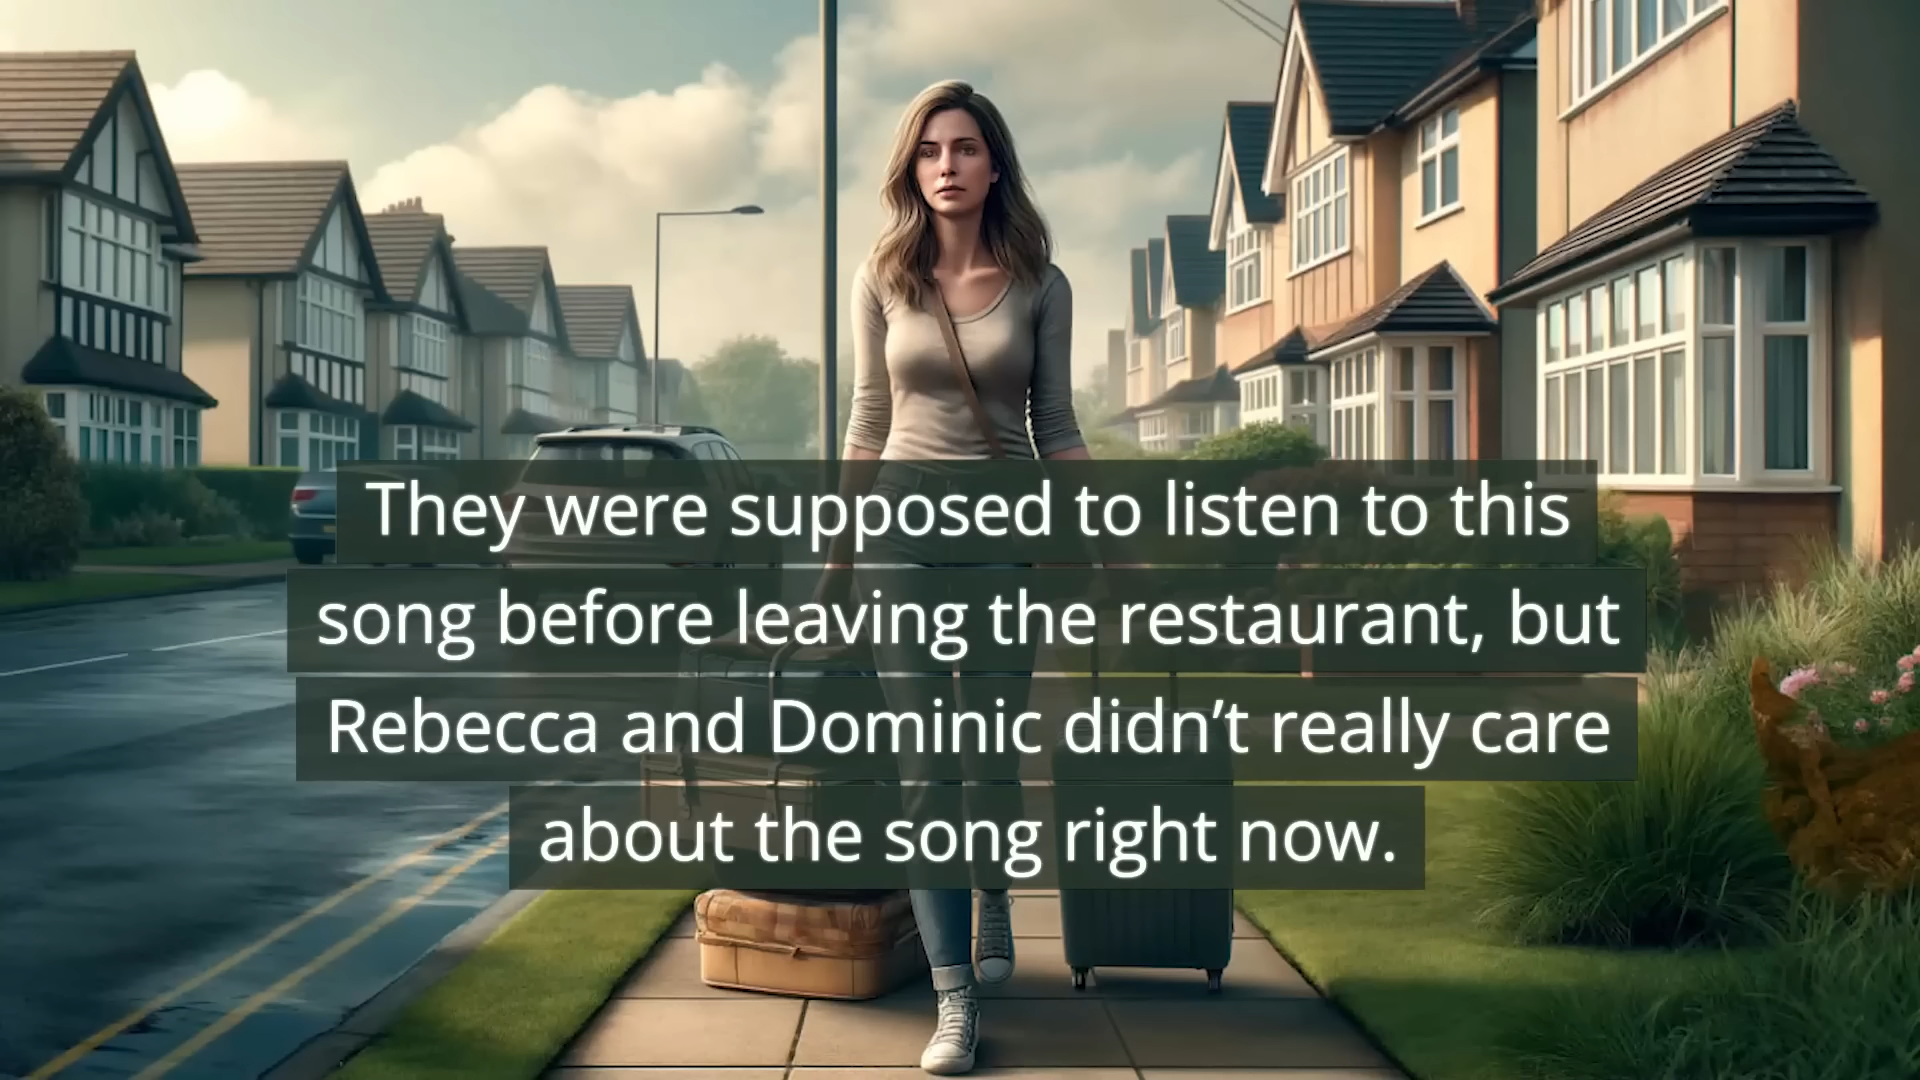 They were supposed to listen to this
song before leaving the restaurant, but
Rebecca and Dominic didn’t really care
about the song right now.